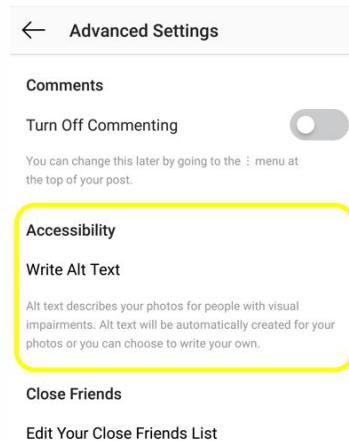 Advanced Settings
Comments
Turn Off Commenting
You can change this later by going to the ⋮ menu at
the top of your post.
Accessibility
Write Alt Text
Alt text describes your photos for people with visual
impairments. Alt text will be automatically created for your
photos or you can choose to write your own.
Close Friends
Edit Your Close Friends List